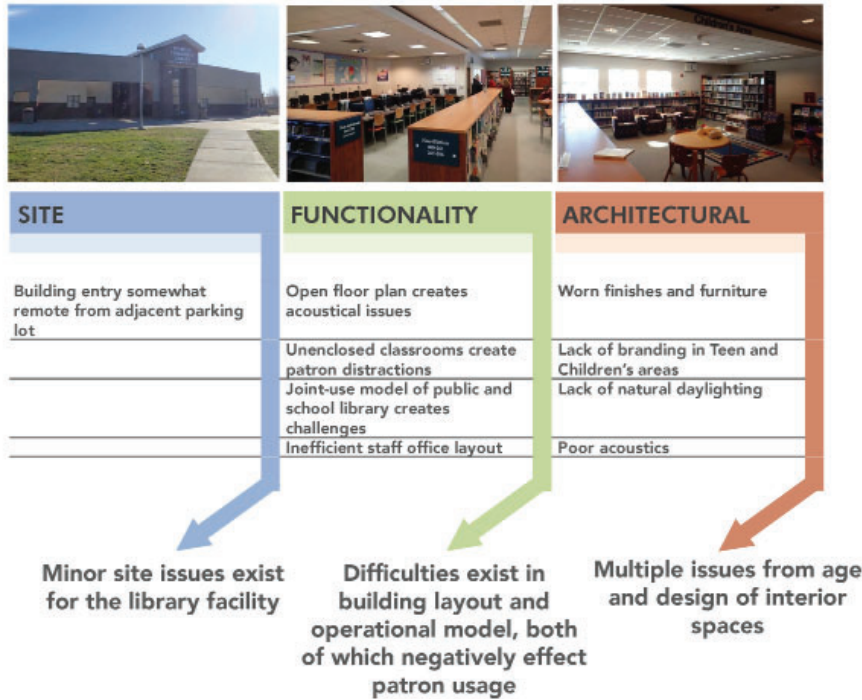 Children's Area
SITE
FUNCTIONALITY
ARCHITECTURAL
Building entry somewhat
remote from adjacent parking
lot
Open floor plan creates
acoustical issues
Worn finishes and furniture
Unenclosed classrooms create
patron distractions
Lack of branding in Teen and
Children's areas
Joint-use model of public and
school library creates
challenges
Lack of natural daylighting
Inefficient staff office layout
Poor acoustics
Minor site issues exist
for the library facility
Difficulties exist in
building layout and
operational model, both
of which negatively effect
patron usage
Multiple issues from age
and design of interior
spaces